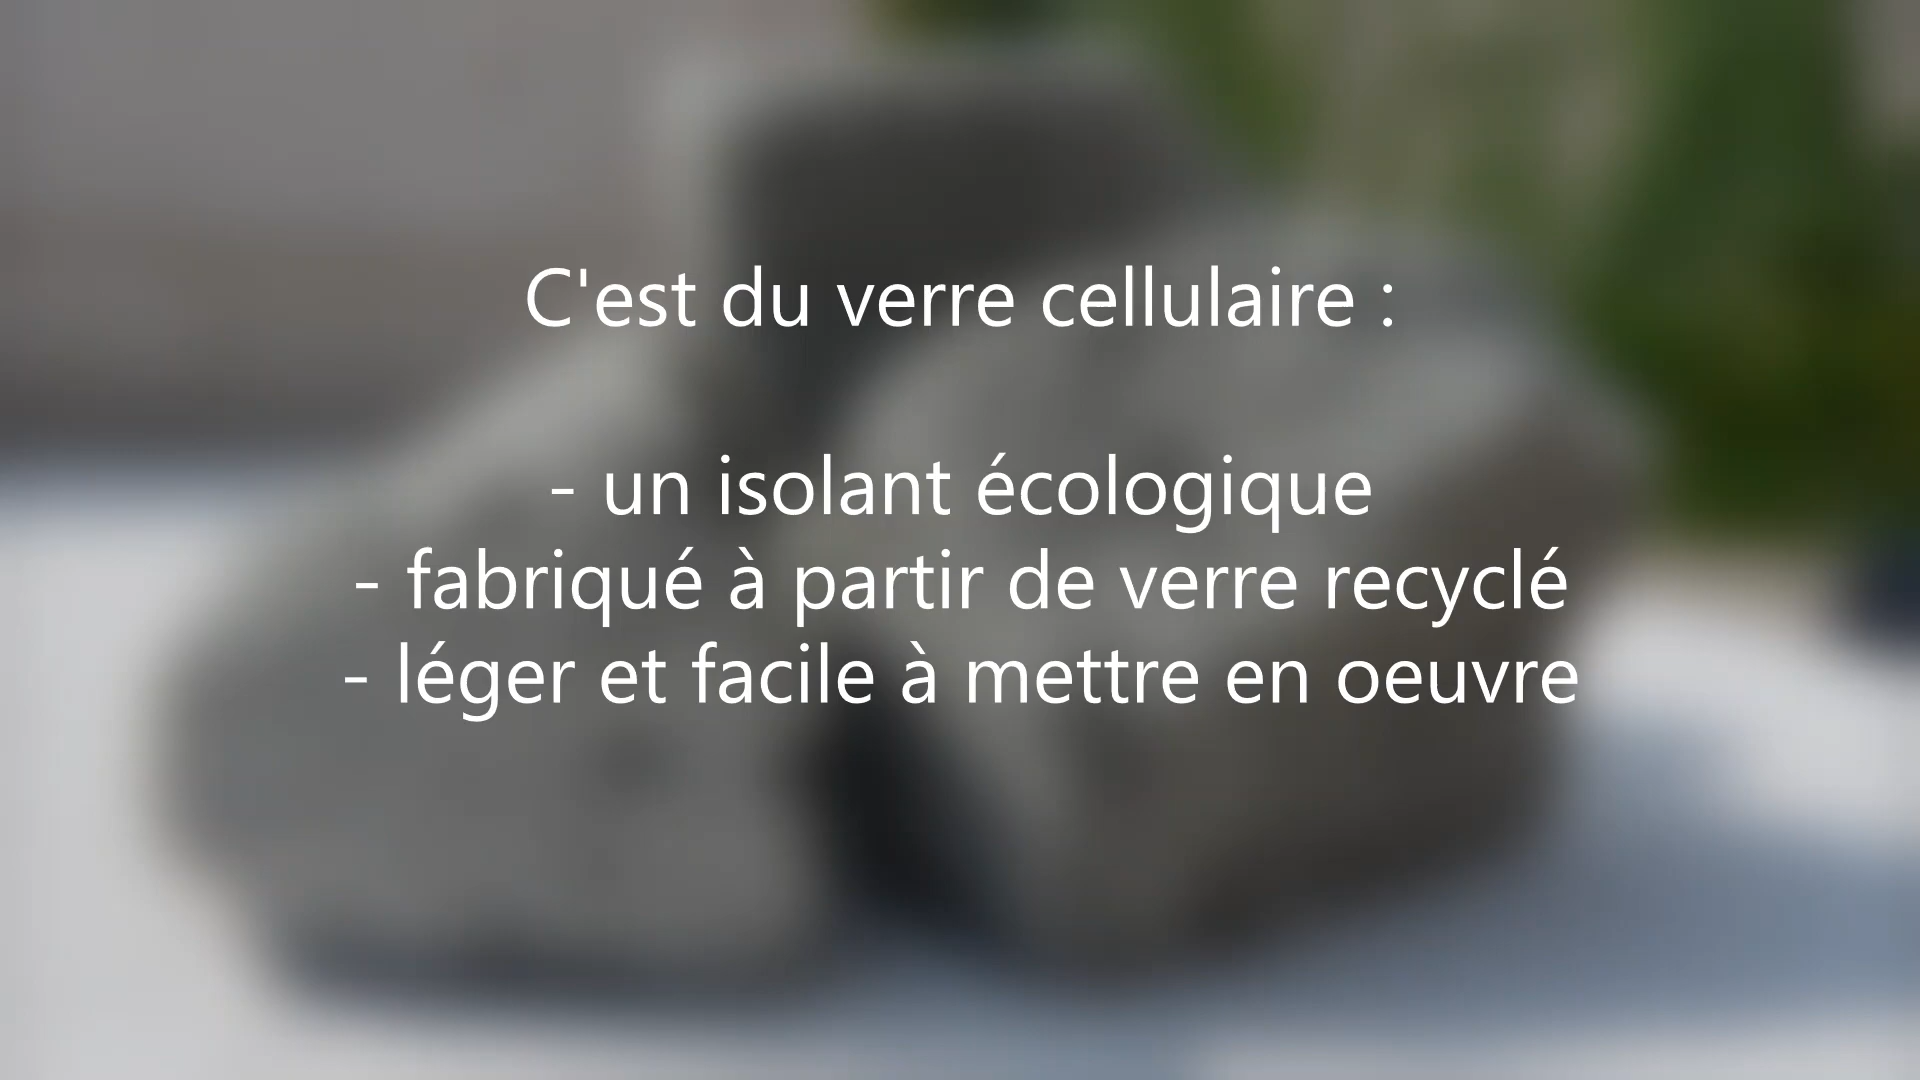 C'est du verre cellulaire :
- un isolant écologique
- fabriqué à partir de verre recyclé
- léger et facile à mettre en oeuvre